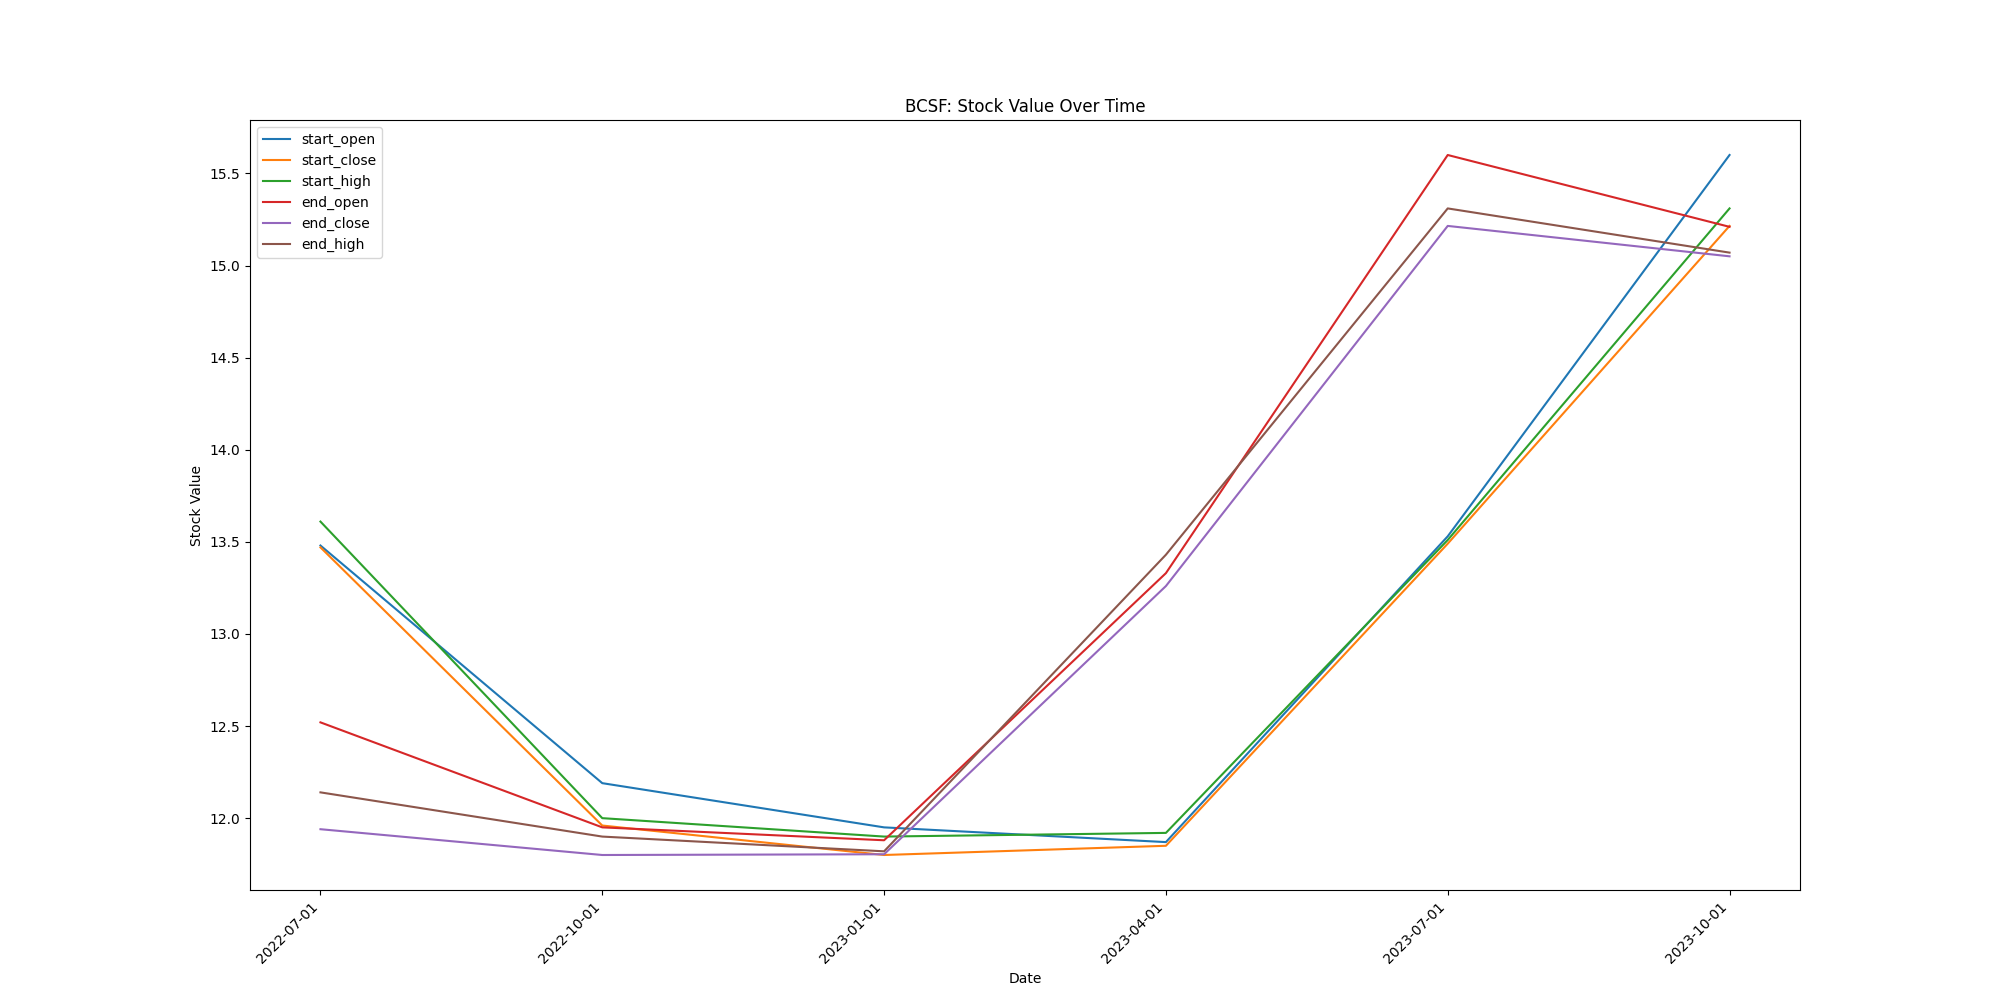 BCSF: Stock Value Over Time
start_open
start_close
start_high
end_open
end_close
end_high
15.5
15.0
14.5
14.0
13.5
13.0
12.5
12.0
Stock Value
2022-07-01
2022-10-01
2023-01-01
2023-04-01
2023-07-01
2023-10-01
Date